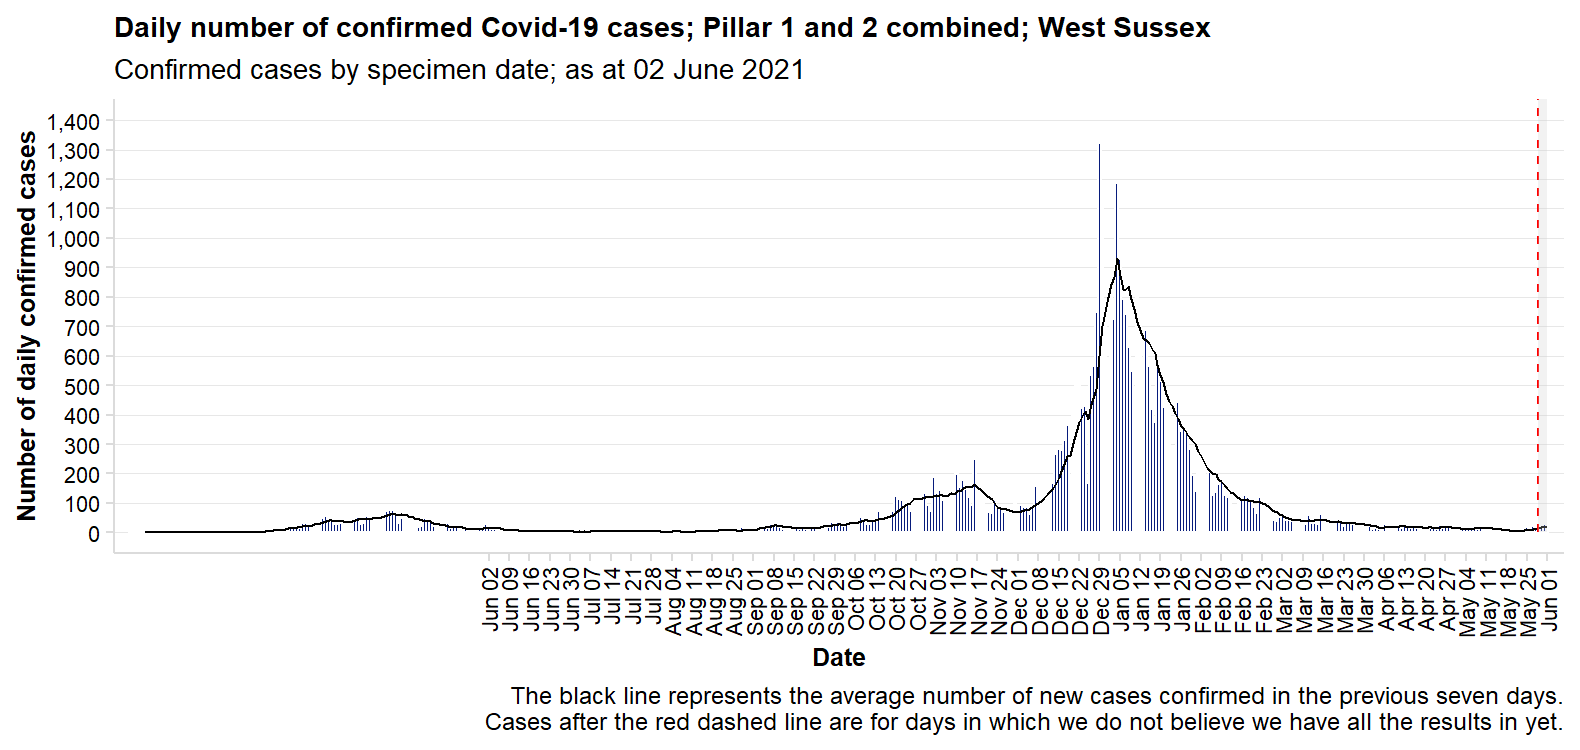 Daily number of confirmed Covid-19 cases; Pillar 1 and 2 combined; West Sussex
Confirmed cases by specimen date; as at 02 June 2021
Number of daily confirmed cases
1,400
1,300
1,200
1,100
1,000
900
800
700
600
500
400
300
200
100
0
Jun 02
Jun 09
Jun 16
Jun 23
Jun 30
Jul 07
Jul 14
Jul 21
Jul 28
Aug 04
Aug 11
Aug 18
Aug 25
Sep 01
Sep 08
Sep 15
Sep 22
Sep 29
Oct 06
Oct 13
Oct 20
Oct 27
Nov 03
Nov 10
Nov 17
Nov 24
Dec 01
Dec 08
Dec 15
Dec 22
Dec 29
Jan 05
Jan 12
Jan 19
Jan 26
Feb 02
Feb 09
Feb 16
Feb 23
Mar 02
Mar 09
Mar 16
Mar 23
Mar 30
Apr 06
Apr 13
Apr 20
Apr 27
May 04
May 11
May 18
May 25
Jun 01
Date
The black line represents the average number of new cases confirmed in the previous seven days.
Cases after the red dashed line are for days in which we do not believe we have all the results in yet.